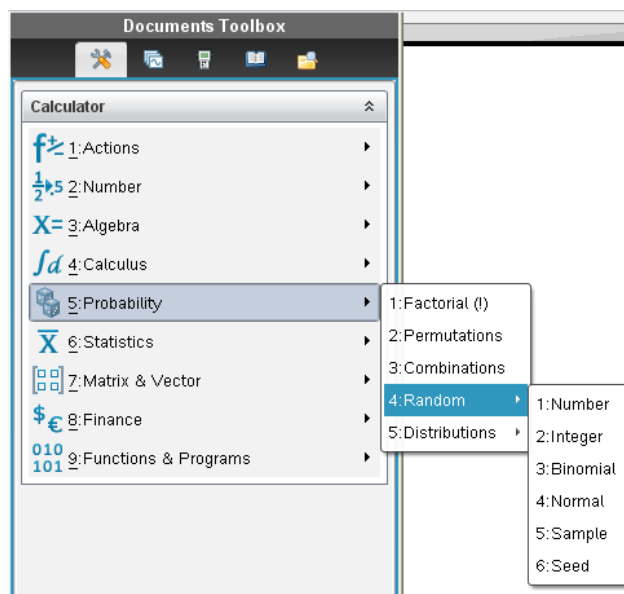 Documents Toolbox
Calculator
1:Actions
2:Number
3:Algebra
4:Calculus
5:Probability
6:Statistics
7:Matrix & Vector
8:Finance
9:Functions & Programs
1:Factorial (!)
2:Permutations
3:Combinations
4:Random
5:Distributions
1:Number
2:Integer
3:Binomial
4:Normal
5:Sample
6:Seed